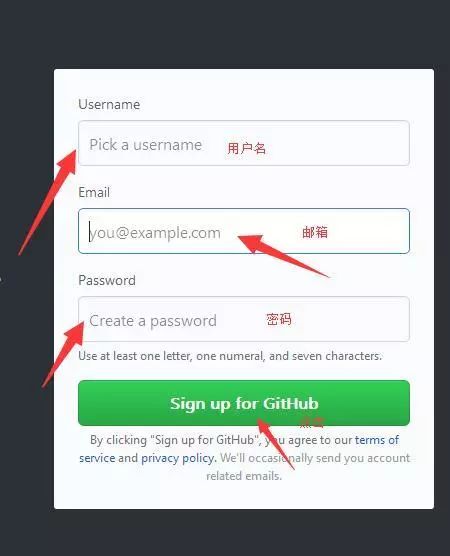 Username
Pick a username 用户名
Email
you@example.com 邮箱
Password
Create a password 密码
Use at least one letter, one numeral, and seven characters.
Sign up for GitHub
点击
By clicking "Sign up for GitHub", you agree to our terms of
service and privacy policy. We'll occasionally send you account
related emails.